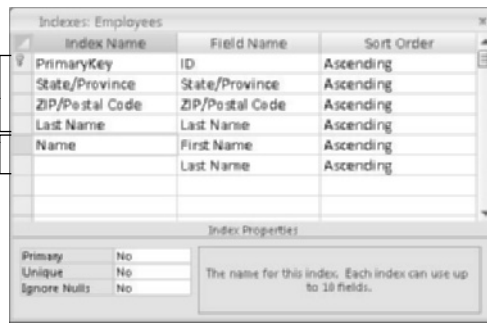 Indexes: Employees
Index Name Field Name Sort Order
PrimaryKey ID Ascending
State/Province State/Province Ascending
ZIP/Postal Code ZIP/Postal Code Ascending
Last Name Last Name Ascending
Name First Name Ascending
Last Name Ascending
Index Properties
Primary No
Unique No
Ignore Nulls No
The name for this index. Each index can use up
to 10 fields.